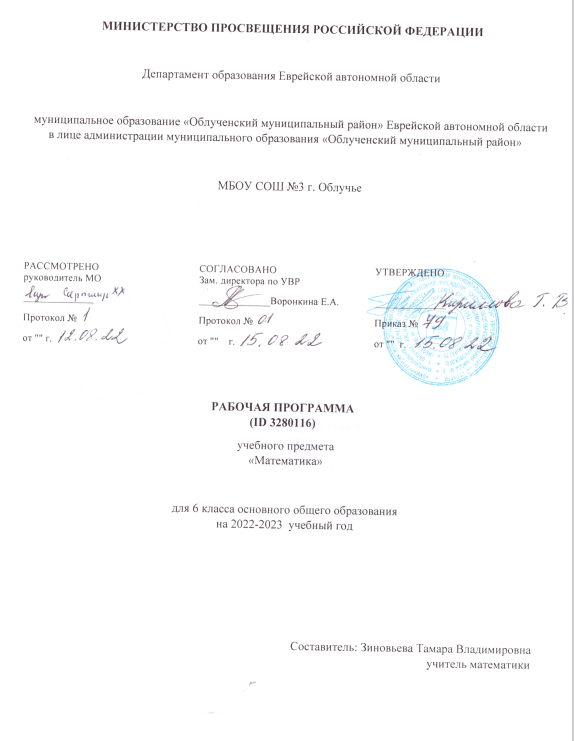 МИНИСТЕРСТВО ПРОСВЕЩЕНИЯ РОССИЙСКОЙ ФЕДЕРАЦИИ
Департамент образования Еврейской автономной области
муниципальное образование «Облученский муниципальный район» Еврейской автономной области
в лице администрации муниципального образования «Облученский муниципальный район»
МБОУ СОШ №3 г. Облучье
РАССМОТРЕНО
руководитель МО
Протокол № 1
от "" г. 12.08.22
СОГЛАСОВАНО
Зам. директора по УВР
Воронкина Е.А.
Протокол № 01
от "" г. 15.08 22
УТВЕРЖДЕНО
Т. В
Приказ № 79
от "" г. 15.08.22
РАБОЧАЯ ПРОГРАММА
(ID 3280116)
учебного предмета
«Математика»
для 6 класса основного общего образования
на 2022-2023 учебный год
Составитель: Зиновьева Тамара Владимировна
учитель математики